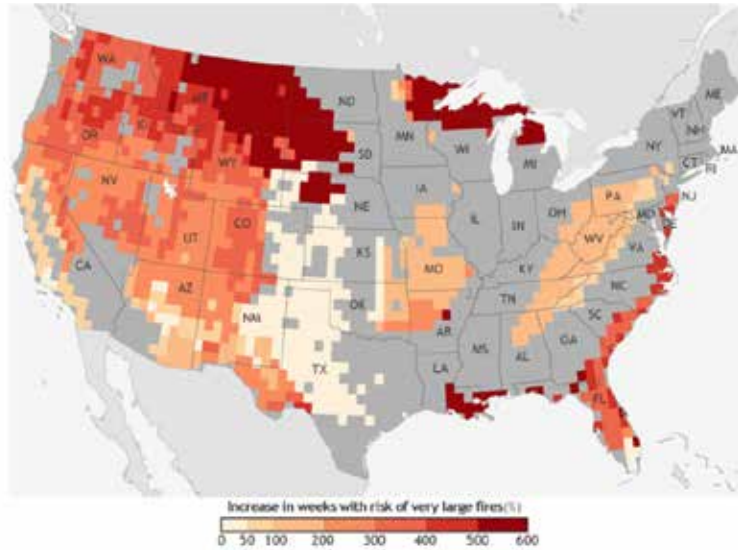 WA
MT
ND
ME
OR
ID
MN
VT
NH
SD
WY
WI
MI
NY
MA
CT
RI
NV
IA
NE
PA
NJ
UT
CO
IL
IN
OH
MD
DE
CA
KS
MO
WV
VA
KY
AZ
NM
OK
TN
NC
AR
SC
TX
LA
MS
AL
GA
FL
Increase in weeks with risk of very large fires(%)
0 50 100 200 300 400 500 600